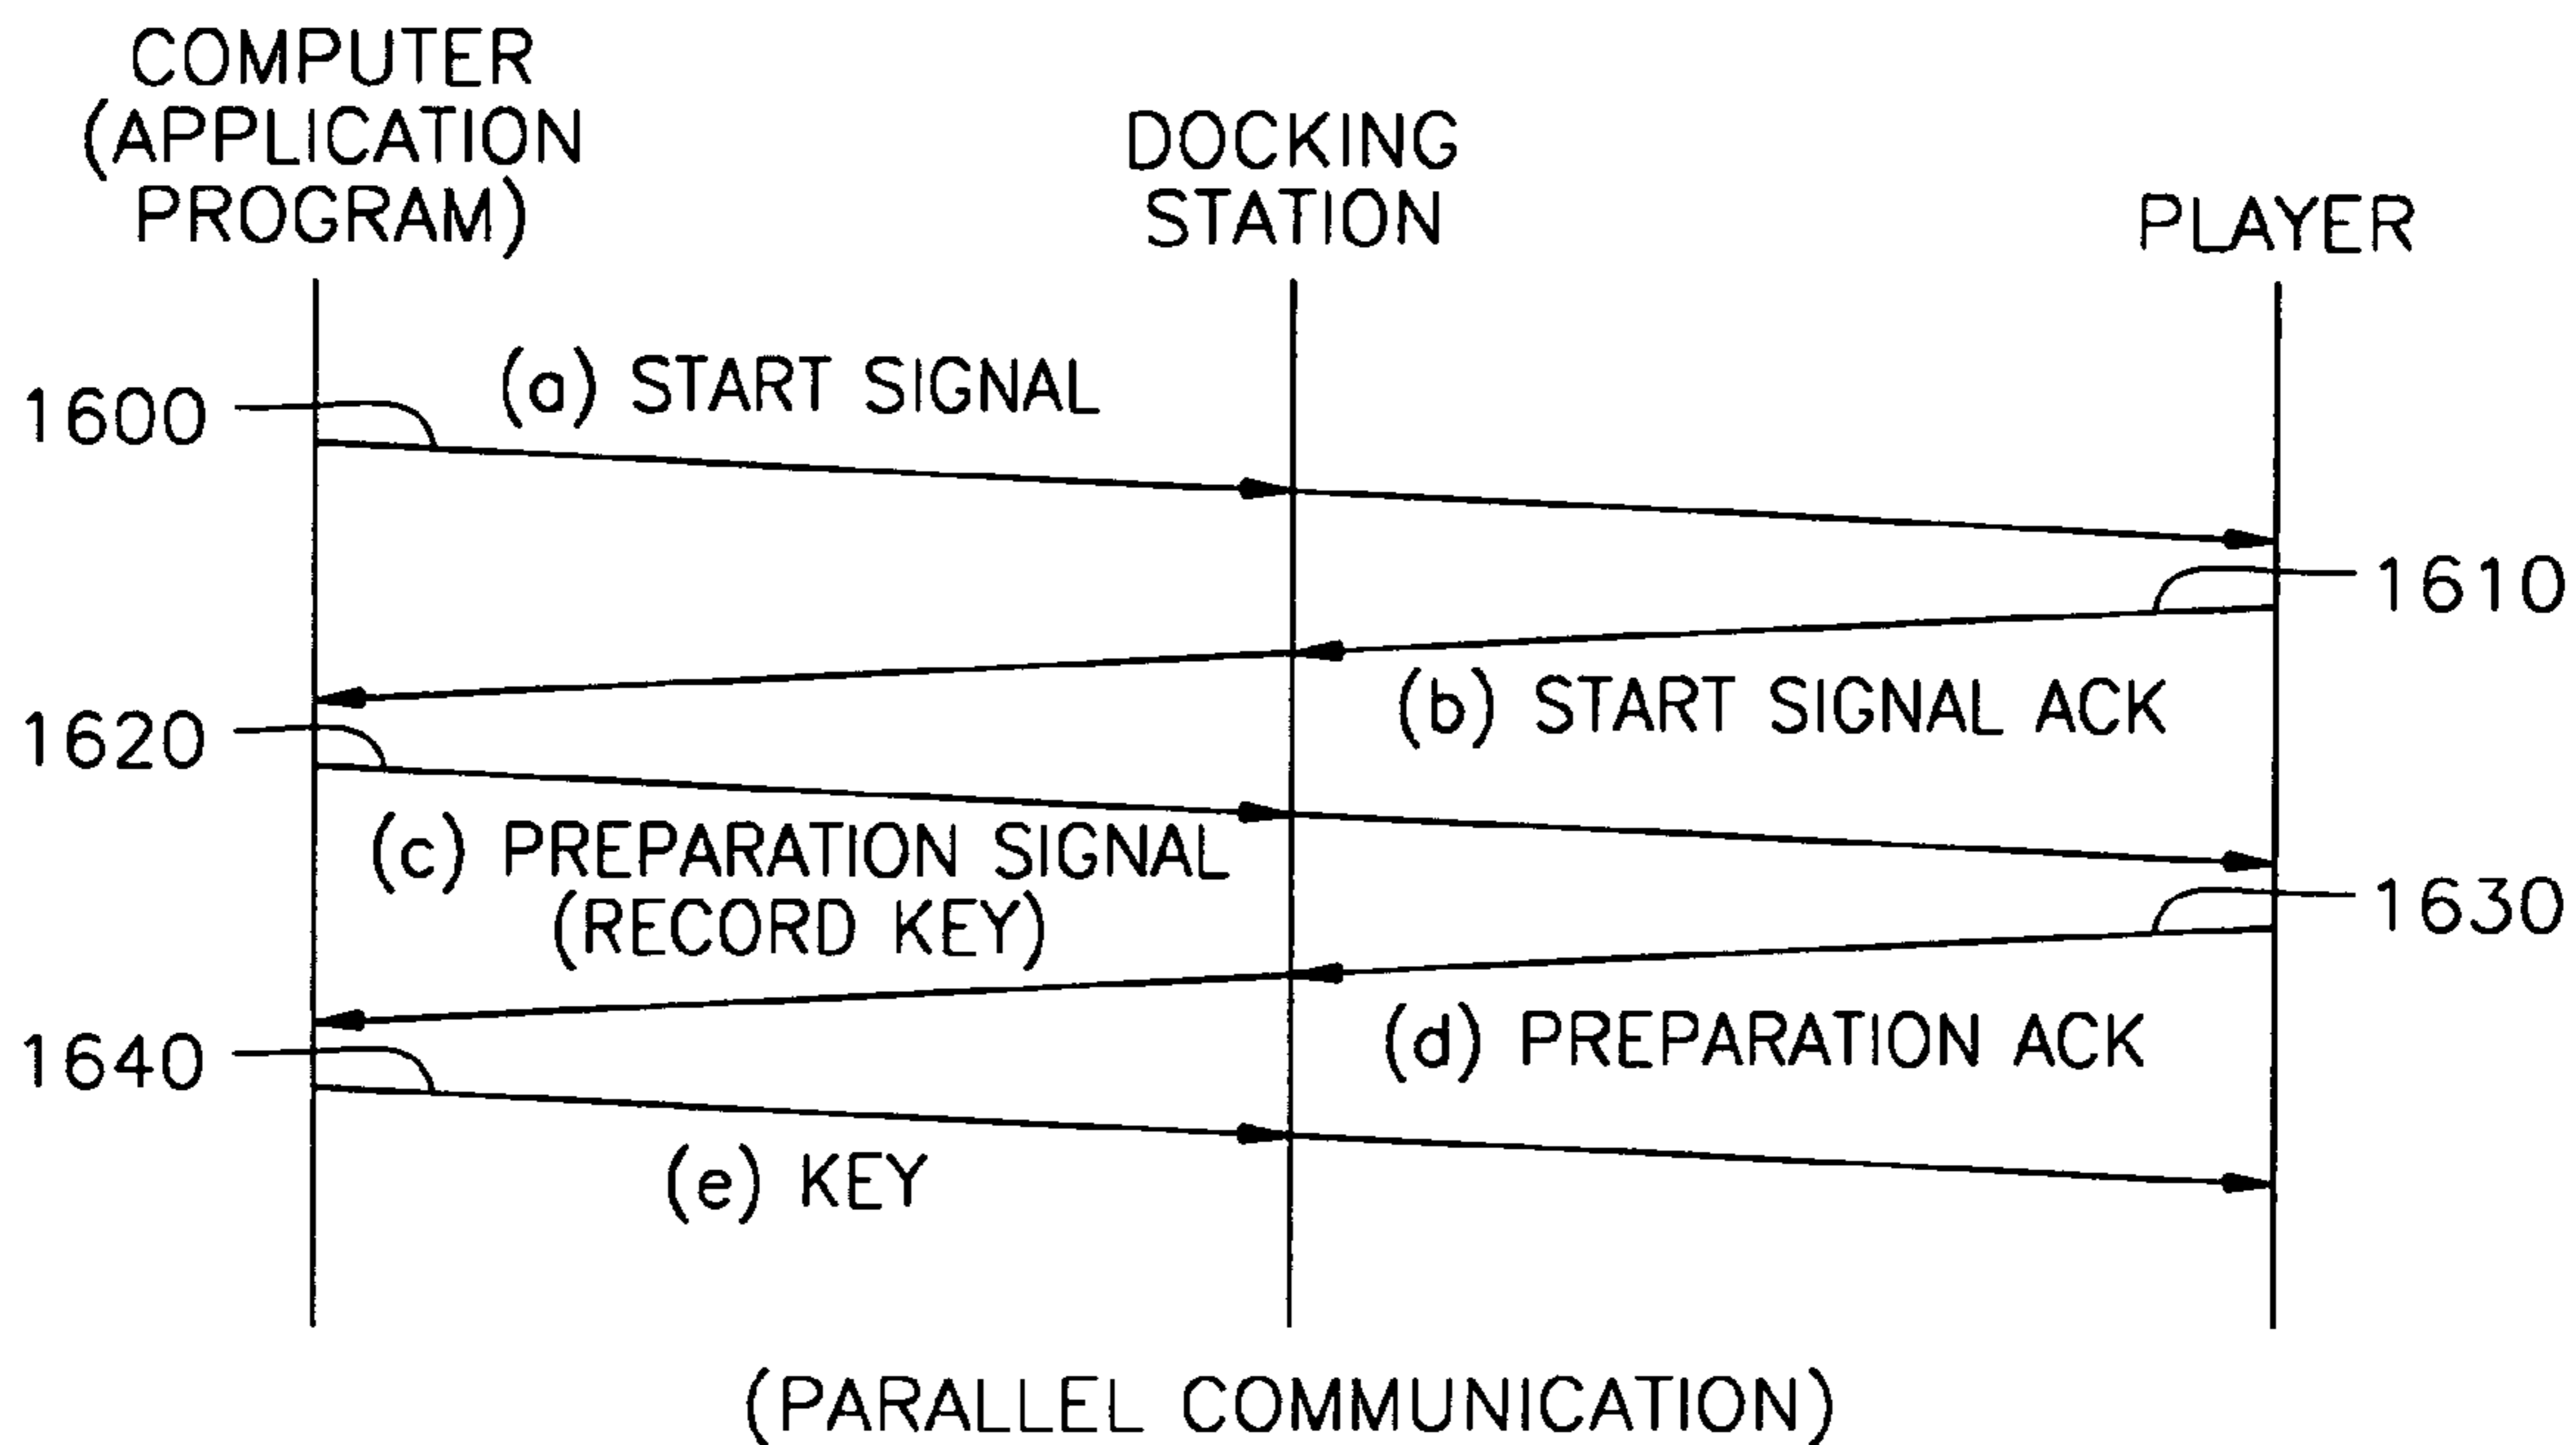 COMPUTER
(APPLICATION
PROGRAM)
DOCKING
STATION
PLAYER
1600
(a) START SIGNAL
1610
(b) START SIGNAL ACK
1620
(c) PREPARATION SIGNAL
(RECORD KEY)
1630
(d) PREPARATION ACK
1640
(e) KEY
(PARALLEL COMMUNICATION)